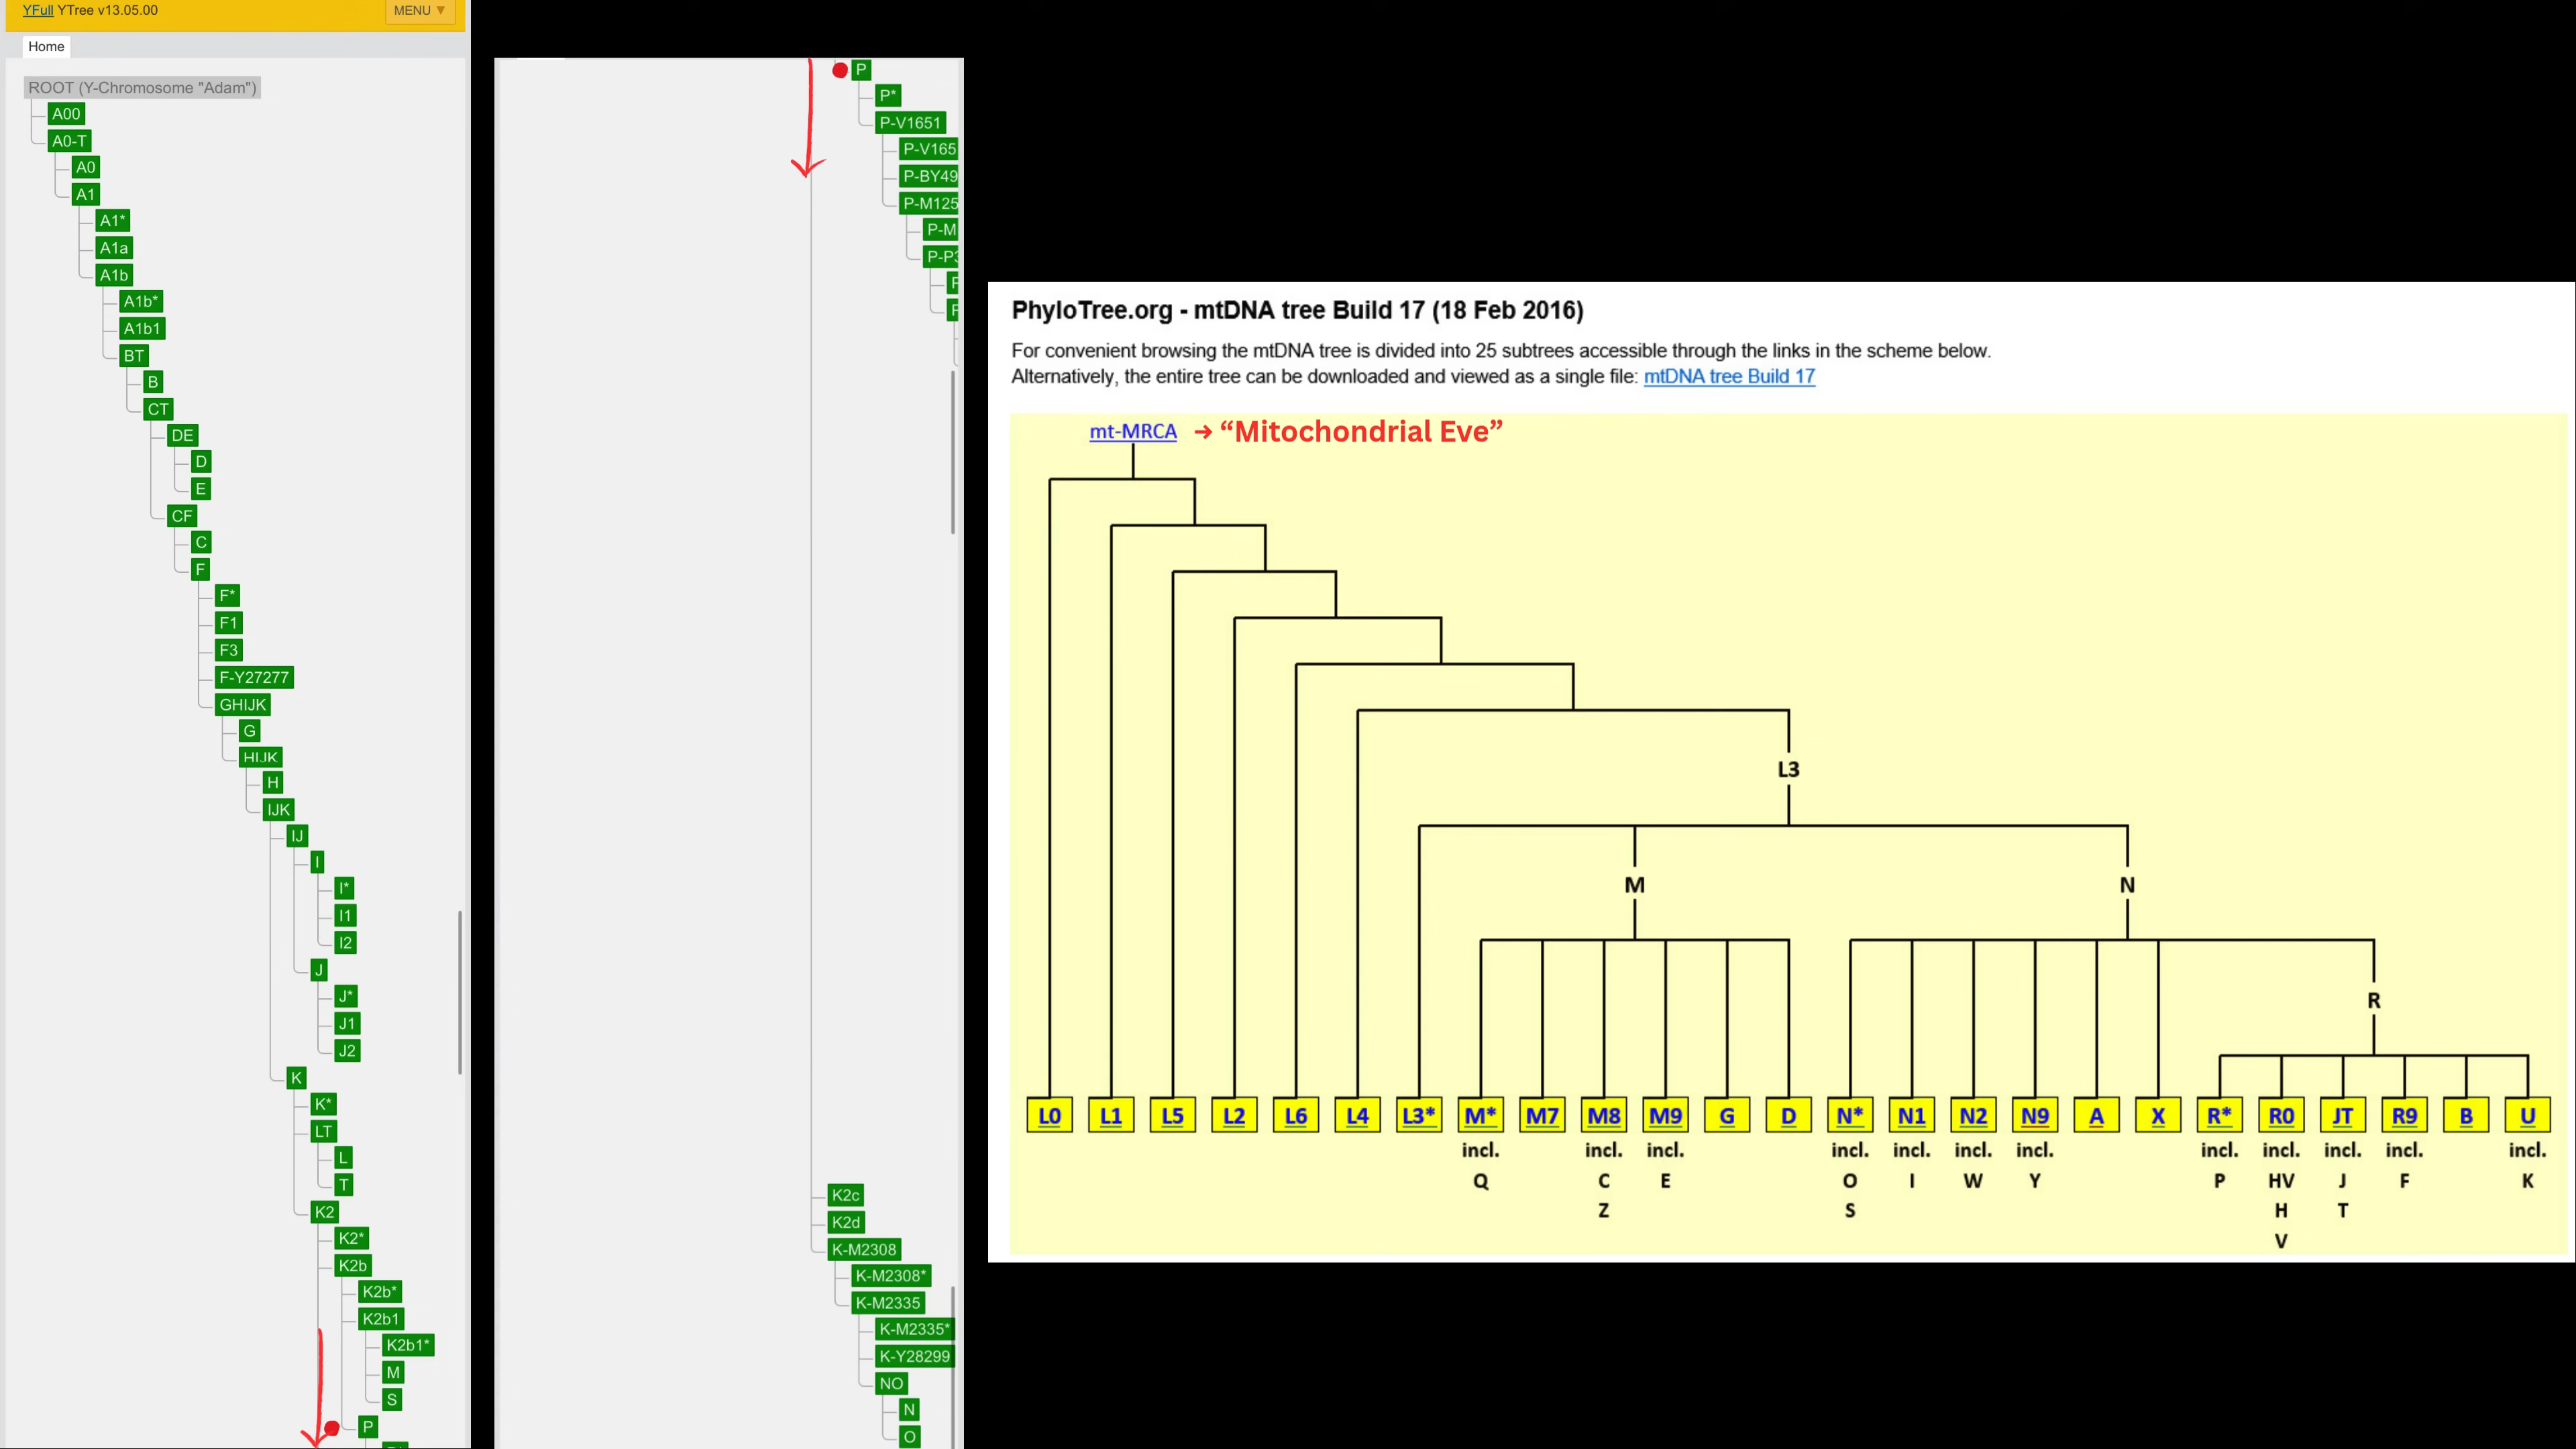 YFull YTree v13.05.00
MENU ▼
Home
ROOT (Y-Chromosome "Adam")
A00
A0-T
A0
A1
A1*
A1a
A1b
A1b*
A1b1
BT
B
CT
DE
D
E
CF
C
F
F*
F1
F3
F-Y27277
GHIJK
G
HIJK
H
IJK
IJ
I
I*
I1
I2
J
J*
J1
J2
K
K*
LT
L
T
K2
K2*
K2b
K2b*
K2b1
K2b1*
M
S
P
P
P*
P-V1651
P-V165
P-BY49
P-M125
P-M
P-P3
K2c
K2d
K-M2308
K-M2308*
K-M2335
K-M2335*
K-Y28299
NO
N
O
PhyloTree.org - mtDNA tree Build 17 (18 Feb 2016)
For convenient browsing the mtDNA tree is divided into 25 subtrees accessible through the links in the scheme below.
Alternatively, the entire tree can be downloaded and viewed as a single file: mtDNA tree Build 17
mt-MRCA → “Mitochondrial Eve”
L3
M N
R
L0 L1 L5 L2 L6 L4 L3* M* M7 M8 M9 G D N* N1 N2 N9 A X R* R0 JT R9 B U
incl. incl. incl. incl. incl. incl. incl. incl. incl. incl. incl. incl.
Q C E O I W Y P HV J F K
Z S H T
V